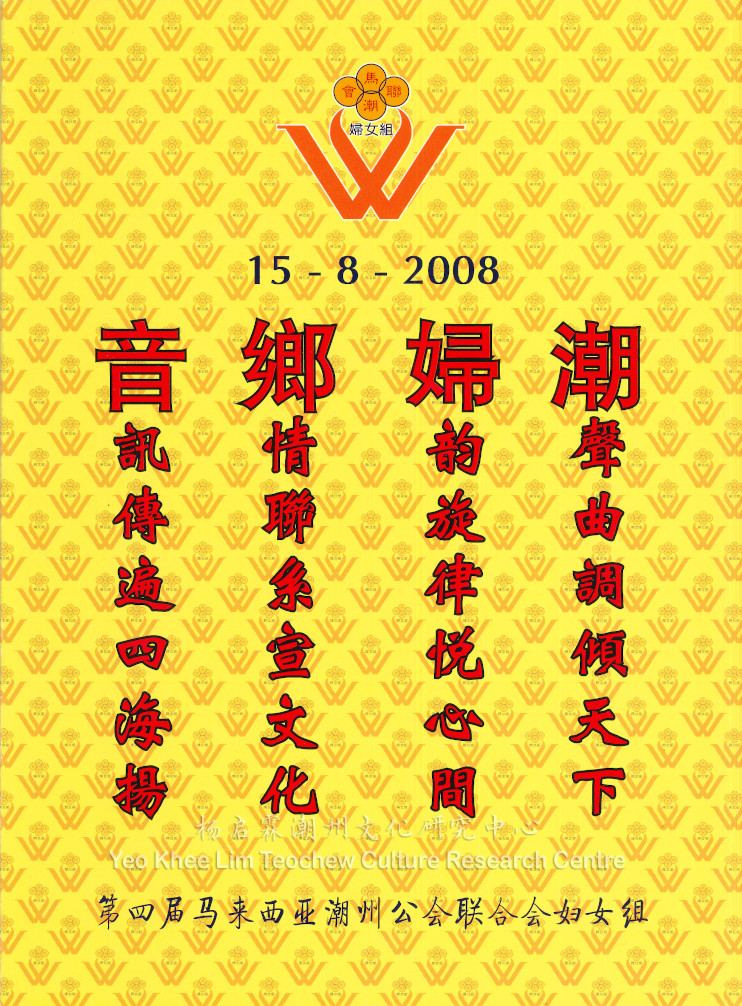 馬
會 聯
潮
婦女組
15 - 8 - 2008
潮聲曲調傾天下
婦韵旋律悦心間
鄉情聯系宣文化
音訊傳遍四海揚
杨启霖潮州文化研究中心
Yeo Khee Lim Teochew Culture Research Centre
第四届马来西亚潮州公会联合会妇女组